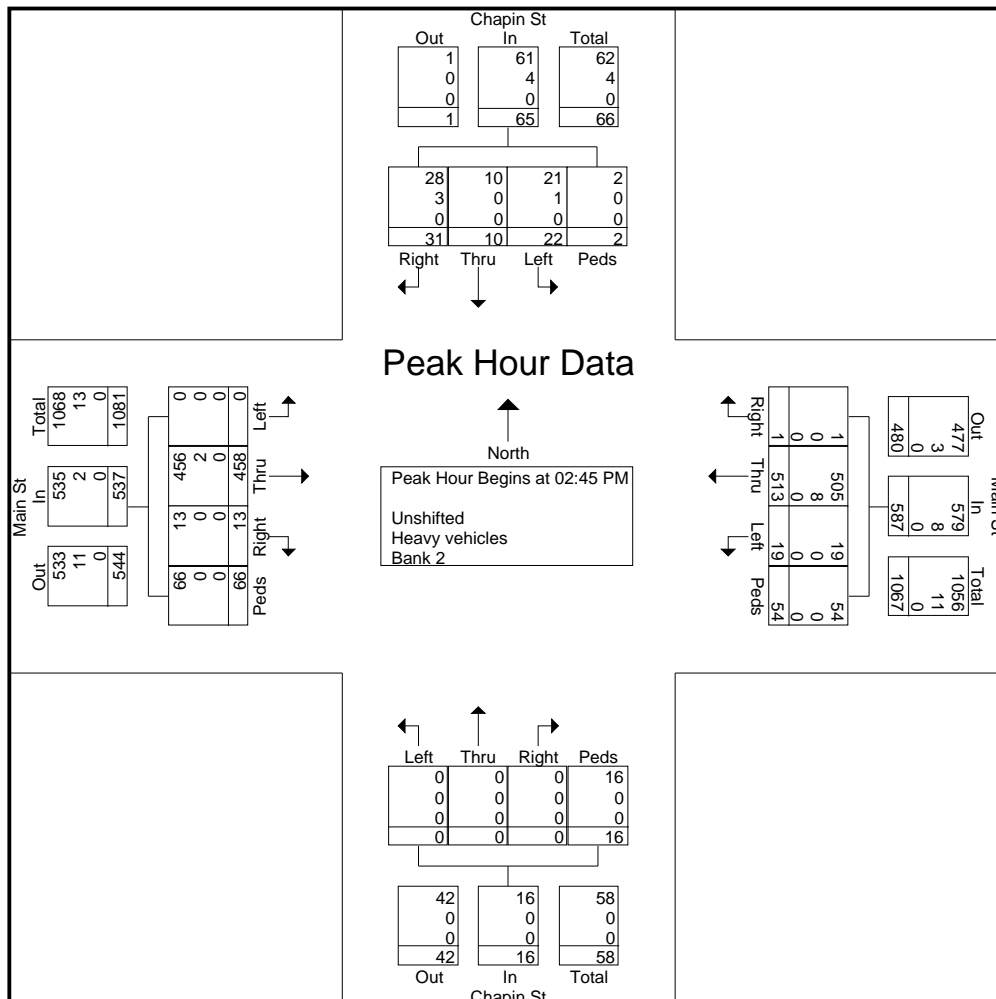 Chapin St
Out In Total
1 61 62
0 4 4
0 0 0
1 65 66
28 10 21 2
3 0 1 0
0 0 0 0
31 10 22 2
Right Thru Left Peds
Peak Hour Data
North
Peak Hour Begins at 02:45 PM
Unshifted
Heavy vehicles
Bank 2
Main St
Total In Out
1068 535 533
13 2 11
0 0 0
1081 537 544
0 456 13 66
0 2 0 0
0 0 0 0
0 458 13 66
Left Thru Right Peds
Main St
Out In Total
477 579 1056
3 8 11
0 0 0
480 587 1067
1 505 19 54
0 8 0 0
0 0 0 0
1 513 19 54
Right Thru Left Peds
Left Thru Right Peds
0 0 0 16
0 0 0 0
0 0 0 0
0 0 0 16
42 16 58
0 0 0
0 0 0
42 16 58
Out In Total
Chapin St